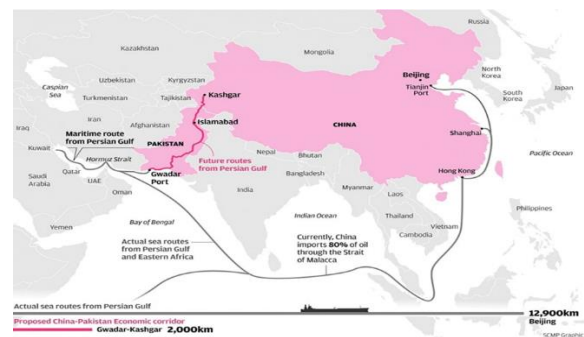 Russia
Kazakhstan
Mongolia
Caspian
Sea
Uzbekistan
Kyrgyzstan
Turkmenistan
Tajikistan
Kashgar
Beijing
Tianjin
Port
North
Korea
South
Korea
Japan
Iraq
Iran
Afghanistan
Islamabad
CHINA
Shanghai
Kuwait
Maritime route
from Persian Gulf
PAKISTAN
Hormuz Strait
Future routes
from Persian Gulf
Nepal
Bhutan
Pacific Ocean
Qatar
UAE
Gwadar
Port
Bangladesh
Hong Kong
Saudi
Arabia
Oman
India
Myanmar
Laos
Yemen
Bay of Bengal
Indian Ocean
Thailand
Vietnam
Philippines
Cambodia
Actual sea routes
from Persian Gulf
and Eastern Africa
Currently, China
imports 80% of oil
through the Strait
of Malacca
Actual sea routes from Persian Gulf
12,900km
Beijing
Proposed China-Pakistan Economic corridor
Gwadar-Kashgar 2,000km
SCMP Graphic